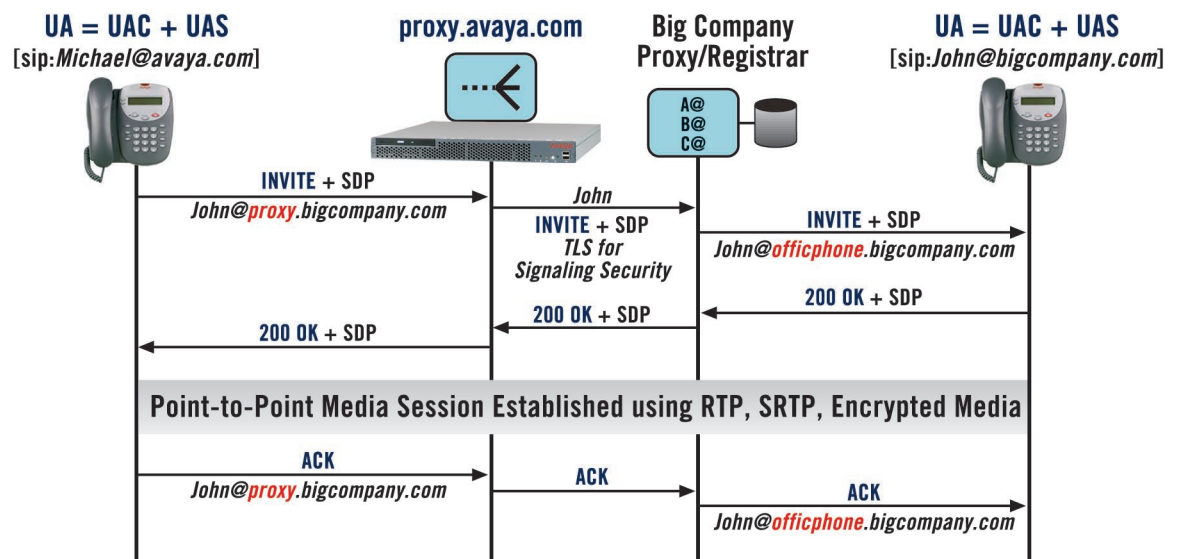 UA = UAC + UAS
[sip:Michael@avaya.com]
proxy.avaya.com
Big Company
Proxy/Registrar
UA = UAC + UAS
[sip:John@bigcompany.com]
A@
B@
C@
INVITE + SDP
John@proxy.bigcompany.com
John
INVITE + SDP
TLS for
Signaling Security
INVITE + SDP
John@officphone.bigcompany.com
200 OK + SDP
200 OK + SDP
200 OK + SDP
Point-to-Point Media Session Established using RTP, SRTP, Encrypted Media
ACK
John@proxy.bigcompany.com
ACK
ACK
John@officphone.bigcompany.com